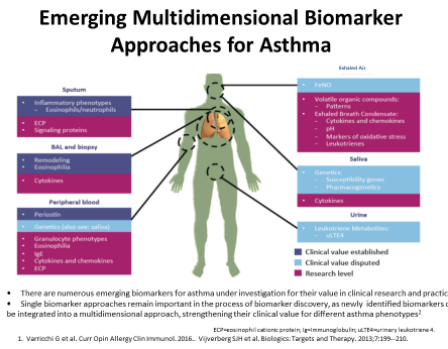 Emerging Multidimensional Biomarker
Approaches for Asthma
Sputum
• Inflammatory phenotypes
- Eosinophils/neutrophils
• ECP
• Signaling proteins
BAL and biopsy
• Remodeling
• Eosinophilia
• Cytokines
Peripheral blood
• Periostin
• Genetics (also see: saliva)
• Granulocyte phenotypes
• Eosinophilia
• IgE
• Cytokines and chemokines
• ECP
Exhaled Air
• FeNO
• Volatile organic compounds:
- Patterns
• Exhaled Breath Condensate:
- Cytokines and chemokines
- pH
- Markers of oxidative stress
- Leukotrienes
Saliva
• Genetics:
- Susceptibility genes
- Pharmacogenetics
• Cytokines
Urine
• Leukotriene Metabolites:
- uLTE4
Clinical value established
Clinical value disputed
Research level
• There are numerous emerging biomarkers for asthma under investigation for their value in clinical research and practic
• Single biomarker approaches remain important in the process of biomarker discovery, as newly identified biomarkers c
be integrated into a multidimensional approach, strengthening their clinical value for different asthma phenotypes2
ECP=eosinophil cationic protein; Ig=immunoglobulin; uLTE4=urinary leukotriene 4.
1. Varricchi G et al. Curr Opin Allergy Clin Immunol. 2016.. Vijverberg SJH et al. Biologics: Targets and Therapy. 2013;7:199–210.